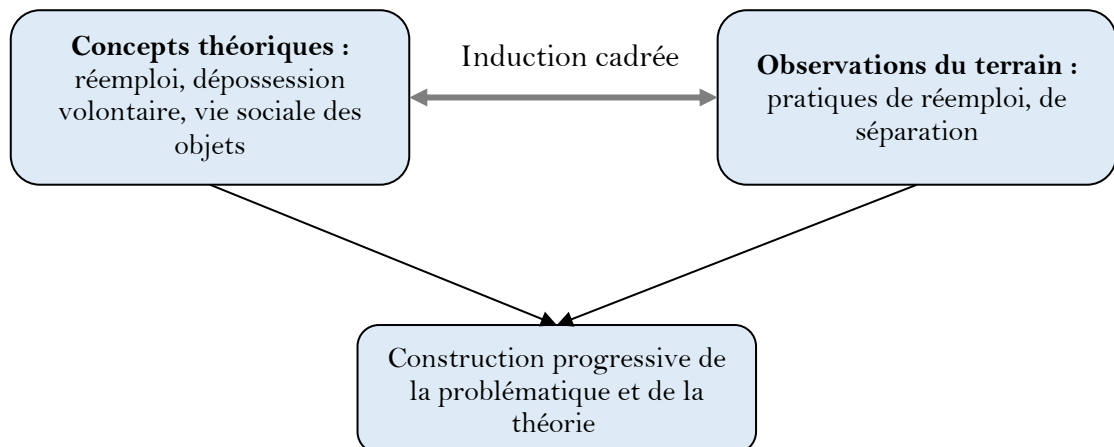 Concepts théoriques :
réemploi, dépossession
volontaire, vie sociale des
objets
Induction cadrée
Observations du terrain :
pratiques de réemploi, de
séparation
Construction progressive de
la problématique et de la
théorie